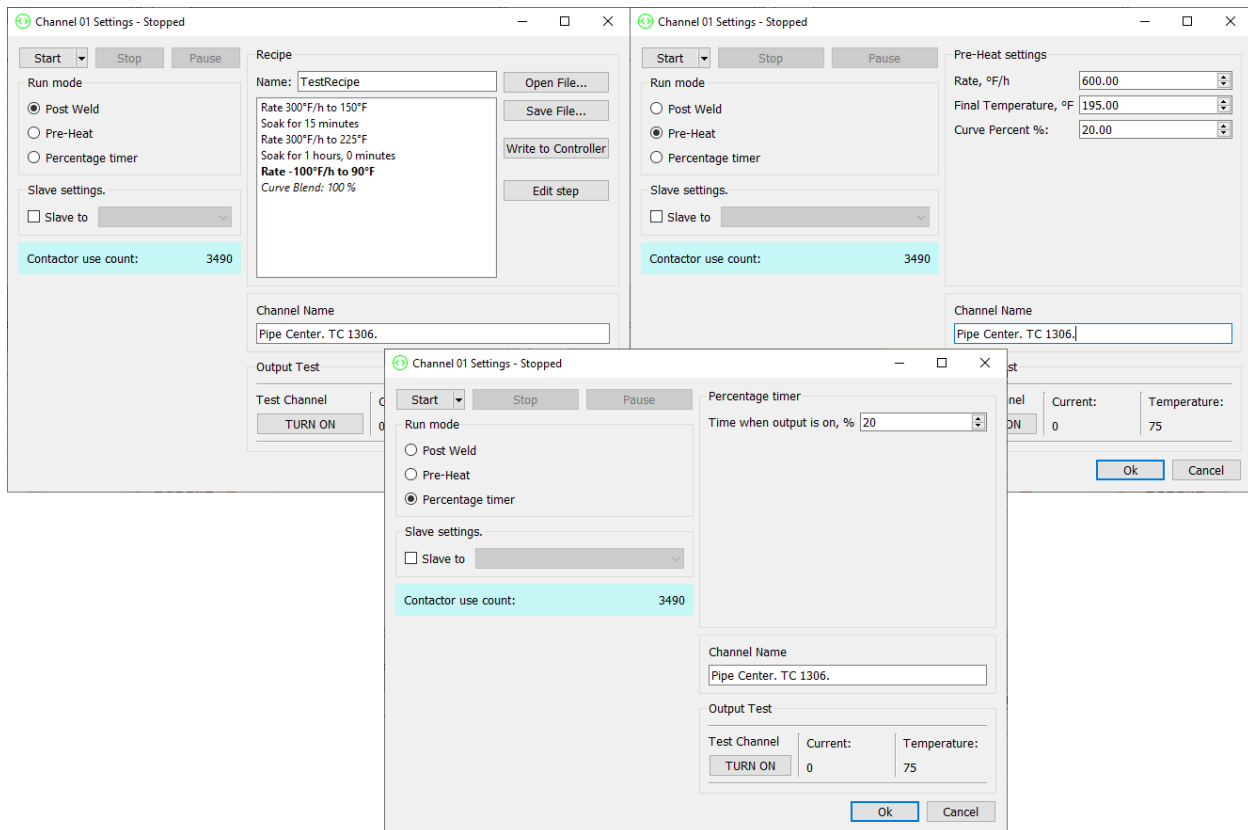 Channel 01 Settings - Stopped
Start Stop Pause
Run mode
Post Weld
Pre-Heat
Percentage timer
Slave settings.
Slave to
Contactor use count: 3490
Recipe
Name: TestRecipe
Open File...
Save File...
Write to Controller
Edit step
Rate 300°F/h to 150°F
Soak for 15 minutes
Rate 300°F/h to 225°F
Soak for 1 hours, 0 minutes
Rate -100°F/h to 90°F
Curve Blend: 100 %
Channel Name
Pipe Center. TC 1306.
Output Test
Test Channel
TURN ON
Channel 01 Settings - Stopped
Start Stop Pause
Run mode
Post Weld
Pre-Heat
Percentage timer
Slave settings.
Slave to
Contactor use count: 3490
Pre-Heat settings
Rate, ºF/h 600.00
Final Temperature, ºF 195.00
Curve Percent %: 20.00
Channel Name
Pipe Center. TC 1306.
Current: Temperature:
0 75
Ok Cancel
Channel 01 Settings - Stopped
Start Stop Pause
Run mode
Post Weld
Pre-Heat
Percentage timer
Slave settings.
Slave to
Contactor use count: 3490
Percentage timer
Time when output is on, % 20
Channel Name
Pipe Center. TC 1306.
Output Test
Test Channel Current: Temperature:
TURN ON 0 75
Ok Cancel